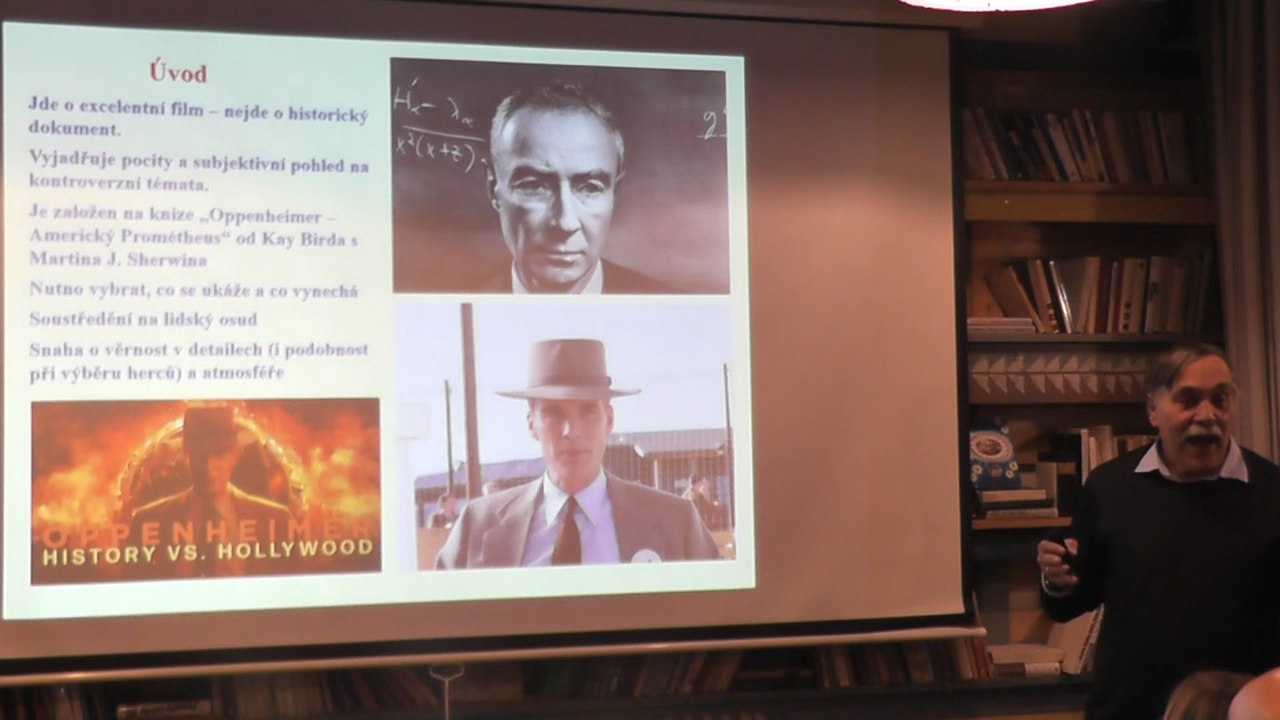 Úvod
Jde o excelentní film – nejde o historický
dokument.
Vyjadřuje pocity a subjektivní pohled na
kontroverzní témata.
Je založen na knize „Oppenheimer –
Americký Prométheus“ od Kay Birda s
Martina J. Sherwina
Nutno vybrat, co se ukáže a co vynechá
Soustředění na lidský osud
Snaha o věrnost v detailech (i podobnost
při výběru herců) a atmosféře
OPPENHEIMER
HISTORY VS. HOLLYWOOD
x²(x+z)